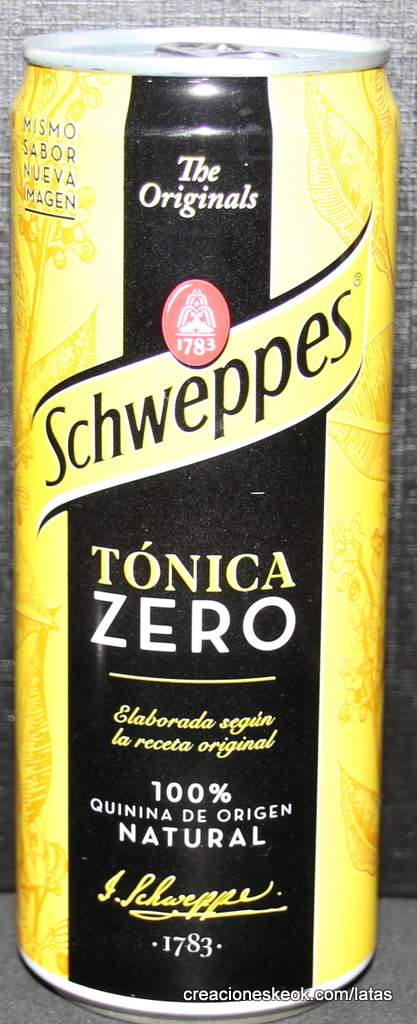 MISMO
SABOR
NUEVA
IMAGEN
The
Originals
1783
Schweppes®
TÓNICA
ZERO
Elaborada según
la receta original
100%
QUININA DE ORIGEN
NATURAL
J. Schweppe.
·1783·
creacioneskeok.com/latas